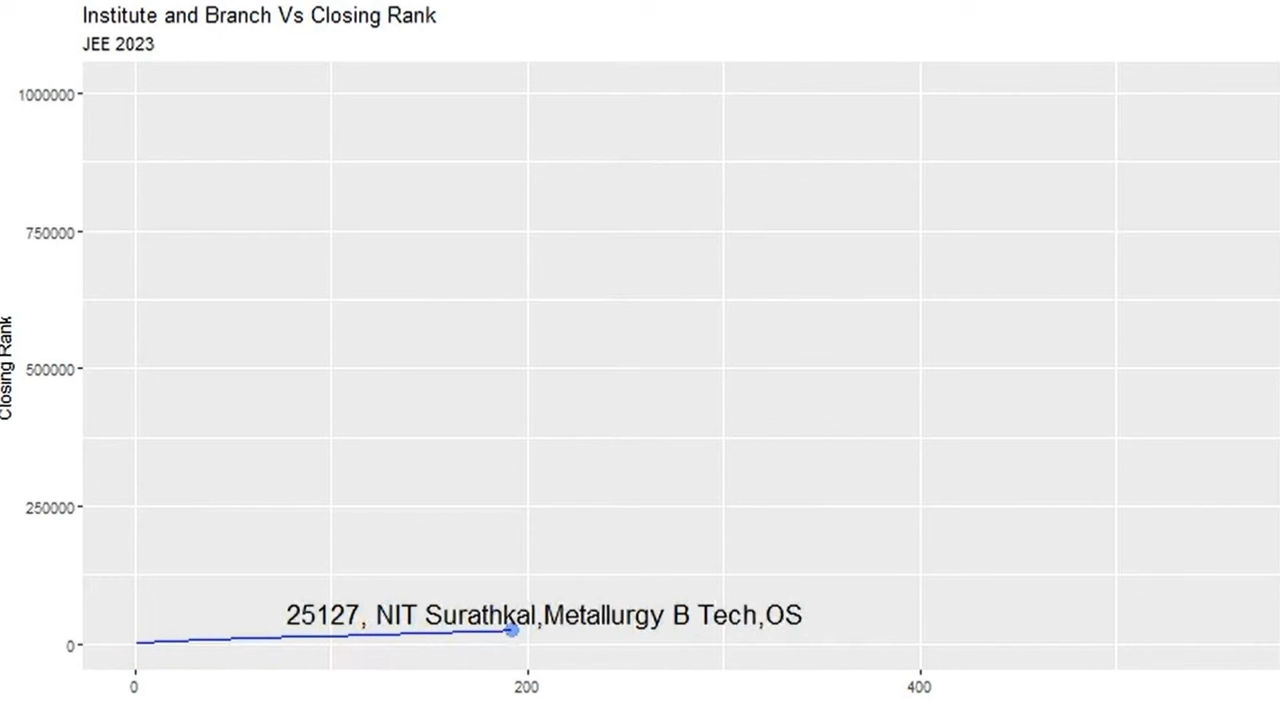 Institute and Branch Vs Closing Rank
JEE 2023
1000000
750000
500000
250000
0
Closing Rank
25127, NIT Surathkal,Metallurgy B Tech,OS
0
200
400